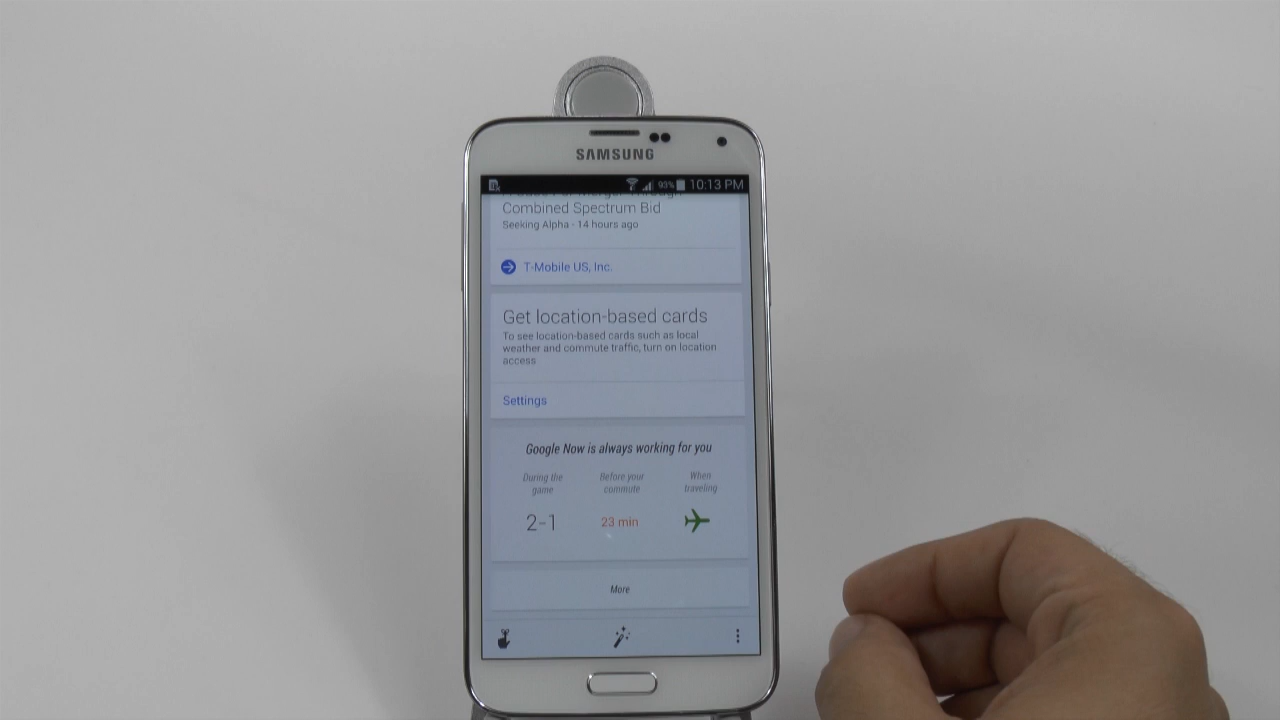 SAMSUNG
93% 10:13 PM
Combined Spectrum Bid
Seeking Alpha - 14 hours ago
T-Mobile US, Inc.
Get location-based cards
To see location-based cards such as local
weather and commute traffic, turn on location
access
Settings
Google Now is always working for you
During the
game
Before your
commute
When
traveling
2-1
23 min
More